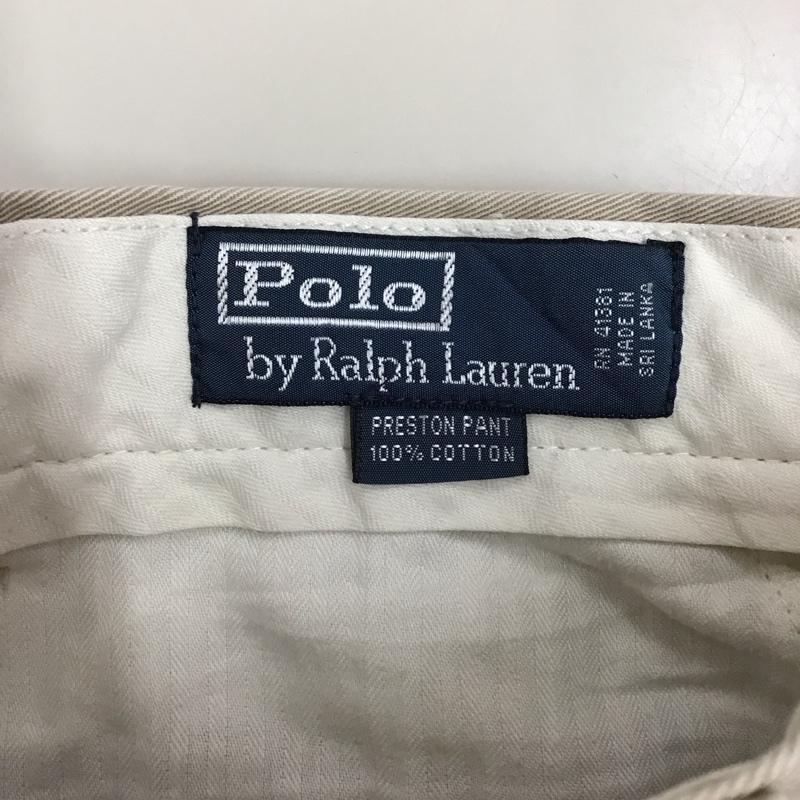 Polo
by Ralph Lauren
RN 41381
MADE IN
SRI LANKA
PRESTON PANT
100% COTTON